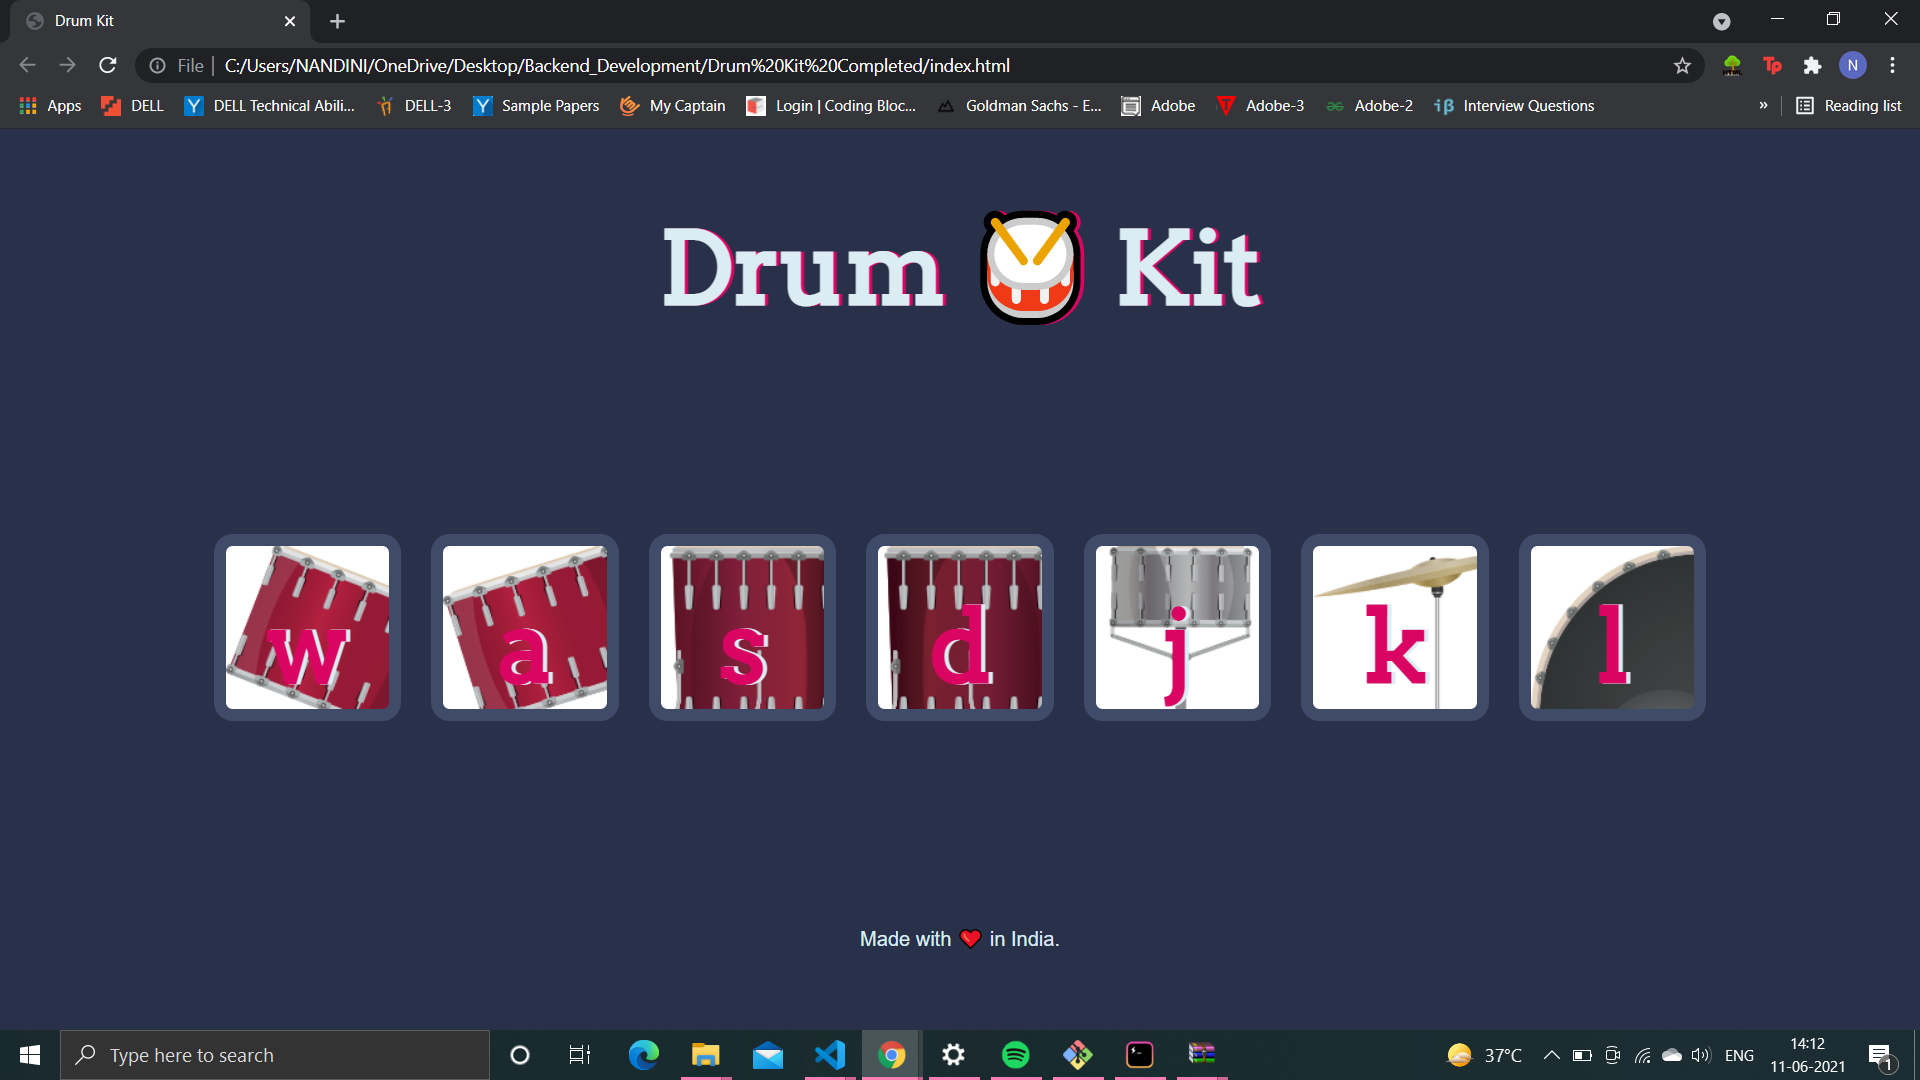 Drum Kit
File
C:/Users/NANDINI/OneDrive/Desktop/Backend_Development/Drum%20Kit%20Completed/index.html
Tp
N
Apps
DELL
DELL Technical Abili...
DELL-3
Sample Papers
My Captain
Login | Coding Bloc...
Goldman Sachs - E...
Adobe
Adobe-3
Adobe-2
Interview Questions
»
Reading list
Drum 🥁 Kit
w
a
s
d
j
k
l
Made with ❤️ in India.
Type here to search
37°C
ENG
14:12
11-06-2021
1